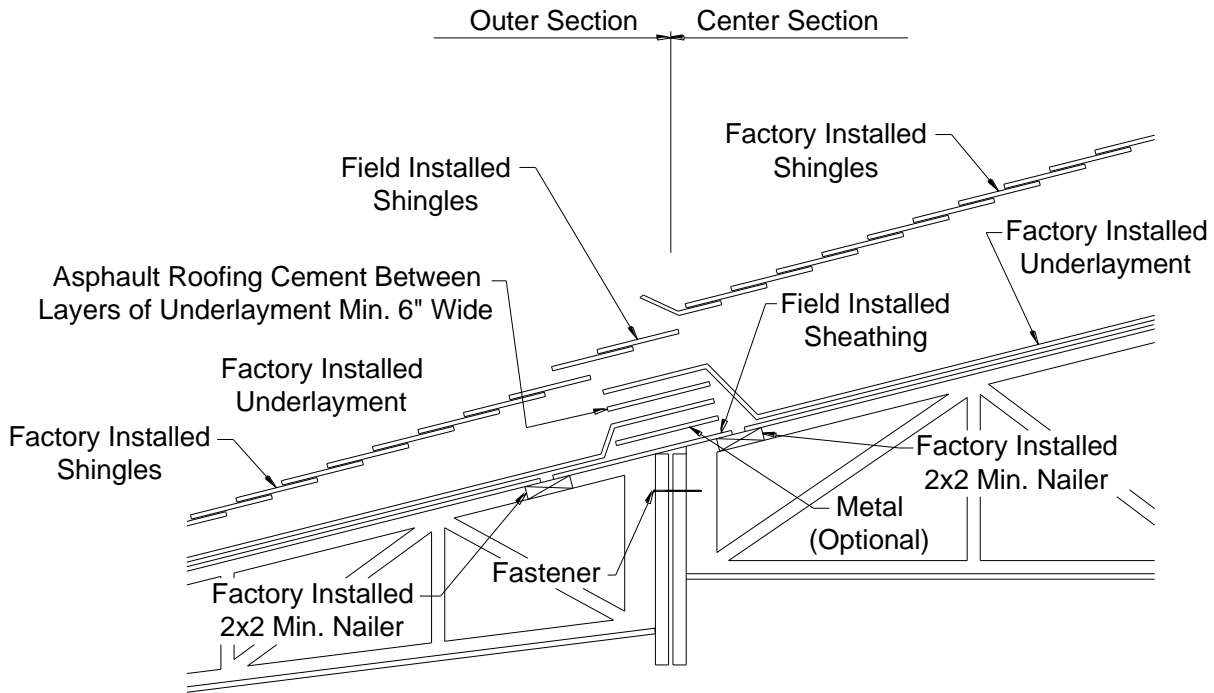 Outer Section
Center Section
Factory Installed
Shingles
Field Installed
Shingles
Factory Installed
Underlayment
Asphault Roofing Cement Between
Layers of Underlayment Min. 6" Wide
Field Installed
Sheathing
Factory Installed
Underlayment
Factory Installed
Shingles
Factory Installed
2x2 Min. Nailer
Metal
(Optional)
Fastener
Factory Installed
2x2 Min. Nailer